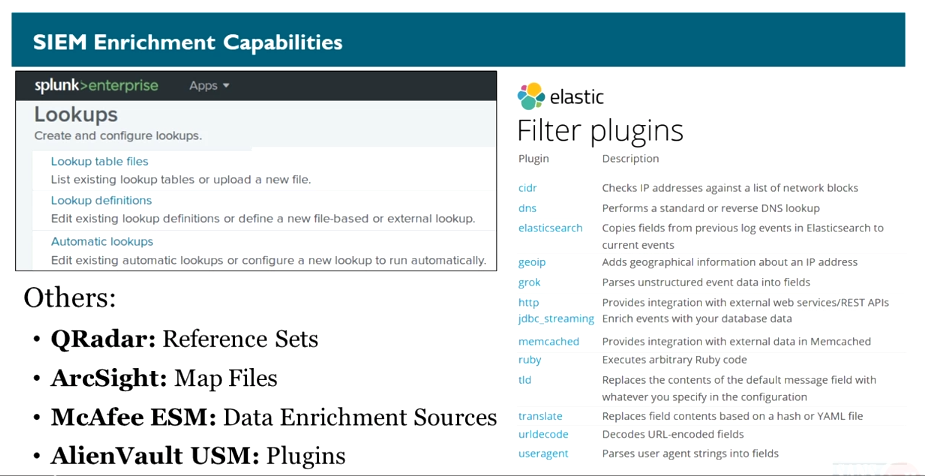 SIEM Enrichment Capabilities
splunk>enterprise Apps ▾
Lookups
Create and configure lookups.
Lookup table files
List existing lookup tables or upload a new file.
Lookup definitions
Edit existing lookup definitions or define a new file-based or external lookup.
Automatic lookups
Edit existing automatic lookups or configure a new lookup to run automatically.
Others:
• QRadar: Reference Sets
• ArcSight: Map Files
• McAfee ESM: Data Enrichment Sources
• AlienVault USM: Plugins
elastic
Filter plugins
Plugin Description
cidr Checks IP addresses against a list of network blocks
dns Performs a standard or reverse DNS lookup
elasticsearch Copies fields from previous log events in Elasticsearch to
current events
geoip Adds geographical information about an IP address
grok Parses unstructured event data into fields
http Provides integration with external web services/REST APIs
jdbc_streaming Enrich events with your database data
memcached Provides integration with external data in Memcached
ruby Executes arbitrary Ruby code
tld Replaces the contents of the default message field with
whatever you specify in the configuration
translate Replaces field contents based on a hash or YAML file
urldecode Decodes URL-encoded fields
useragent Parses user agent strings into fields